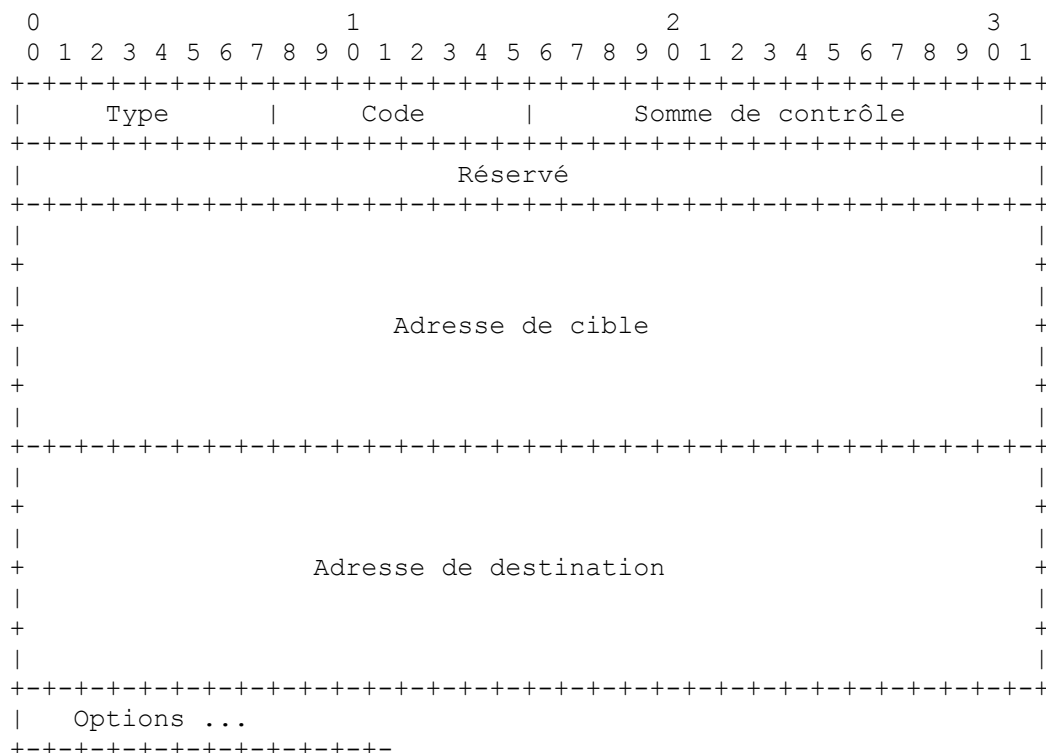 0                   1                   2                   3
0 1 2 3 4 5 6 7 8 9 0 1 2 3 4 5 6 7 8 9 0 1 2 3 4 5 6 7 8 9 0 1
+-+-+-+-+-+-+-+-+-+-+-+-+-+-+-+-+-+-+-+-+-+-+-+-+-+-+-+-+-+-+-+-+
|     Type      |     Code      |      Somme de contrôle        |
+-+-+-+-+-+-+-+-+-+-+-+-+-+-+-+-+-+-+-+-+-+-+-+-+-+-+-+-+-+-+-+-+
|                           Réservé                             |
+-+-+-+-+-+-+-+-+-+-+-+-+-+-+-+-+-+-+-+-+-+-+-+-+-+-+-+-+-+-+-+-+
|                                                               |
+                                                               +
|                                                               |
+                       Adresse de cible                        +
|                                                               |
+                                                               +
|                                                               |
+-+-+-+-+-+-+-+-+-+-+-+-+-+-+-+-+-+-+-+-+-+-+-+-+-+-+-+-+-+-+-+-+
|                                                               |
+                                                               +
|                                                               |
+                  Adresse de destination                       +
|                                                               |
+                                                               +
|                                                               |
+-+-+-+-+-+-+-+-+-+-+-+-+-+-+-+-+-+-+-+-+-+-+-+-+-+-+-+-+-+-+-+-+
|   Options ...
+-+-+-+-+-+-+-+-+-+-+-+-